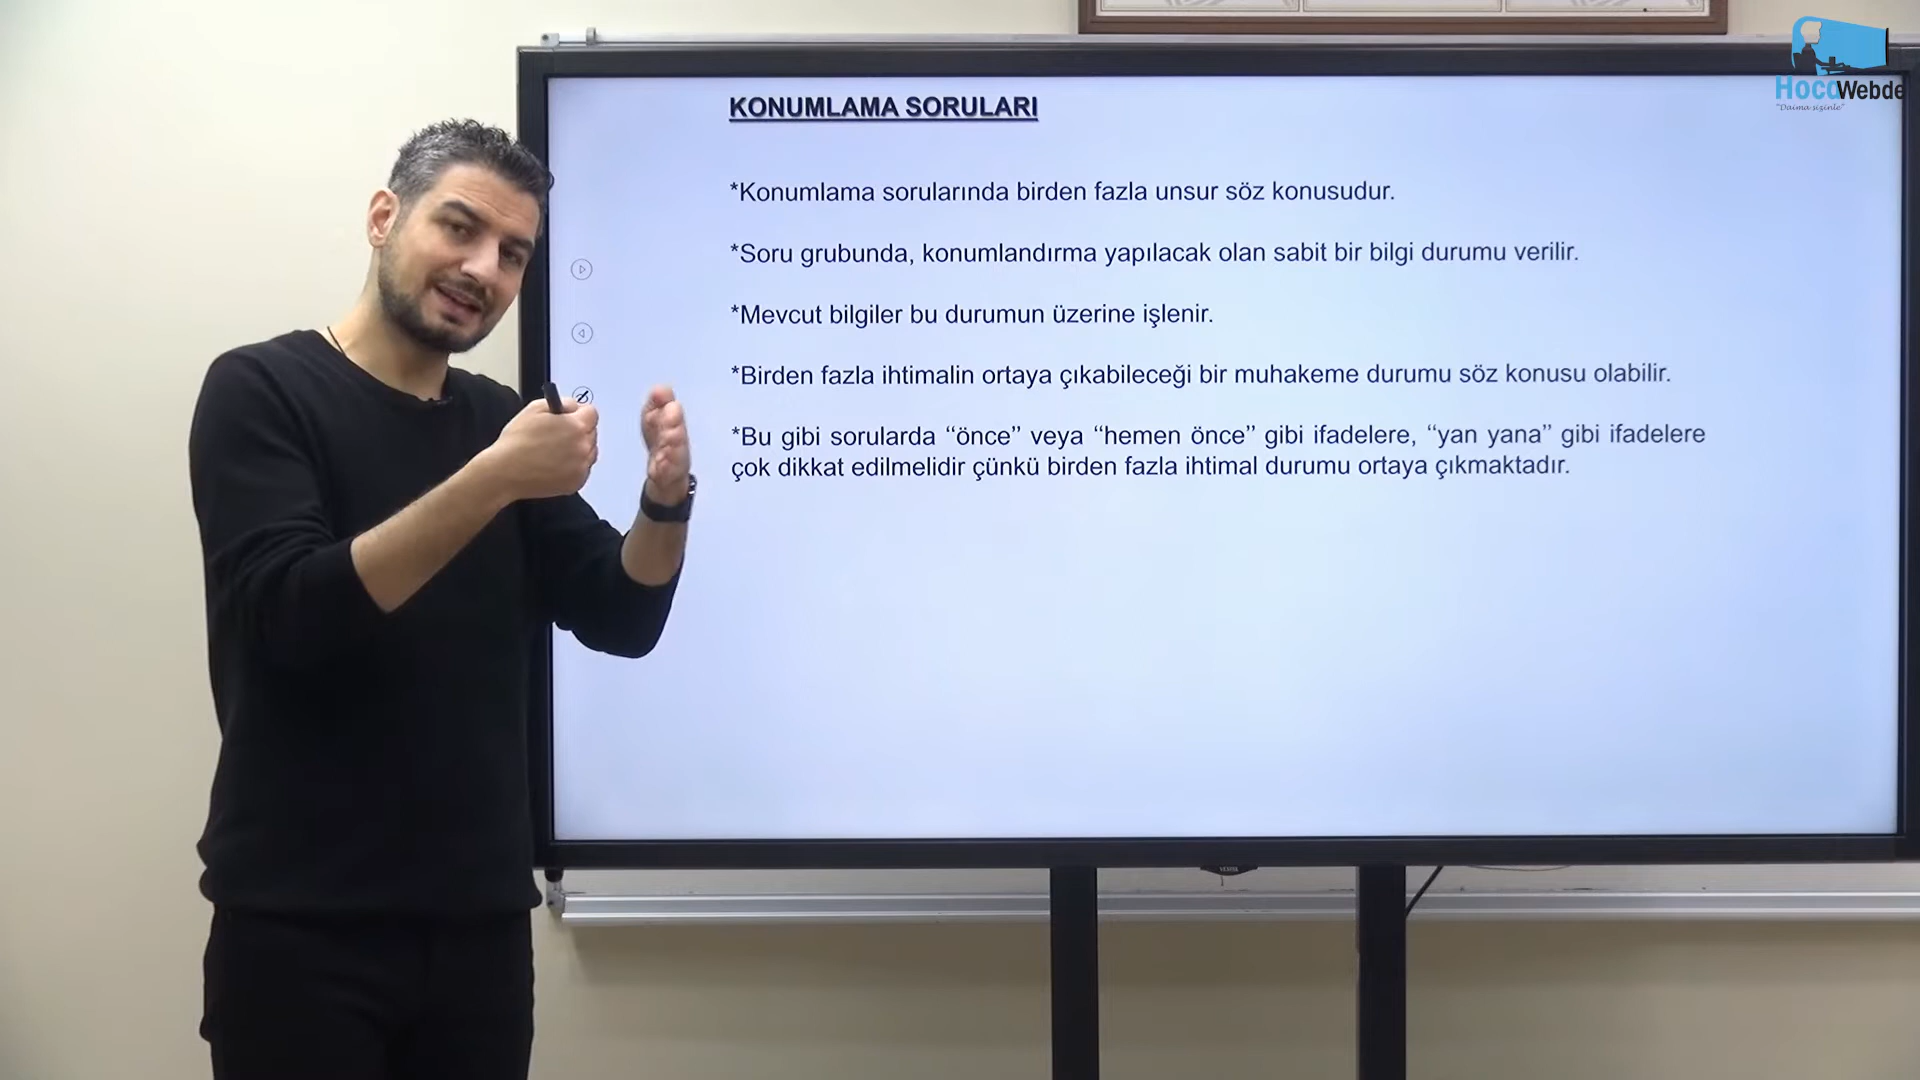 KONUMLAMA SORULARI
*Konumlama sorularında birden fazla unsur söz konusudur.
*Soru grubunda, konumlandırma yapılacak olan sabit bir bilgi durumu verilir.
*Mevcut bilgiler bu durumun üzerine işlenir.
*Birden fazla ihtimalin ortaya çıkabileceği bir muhakeme durumu söz konusu olabilir.
*Bu gibi sorularda ‘‘önce’’ veya ‘‘hemen önce’’ gibi ifadelere, ‘‘yan yana’’ gibi ifadelere
çok dikkat edilmelidir çünkü birden fazla ihtimal durumu ortaya çıkmaktadır.
HocaWebde
"Daima sizinle"